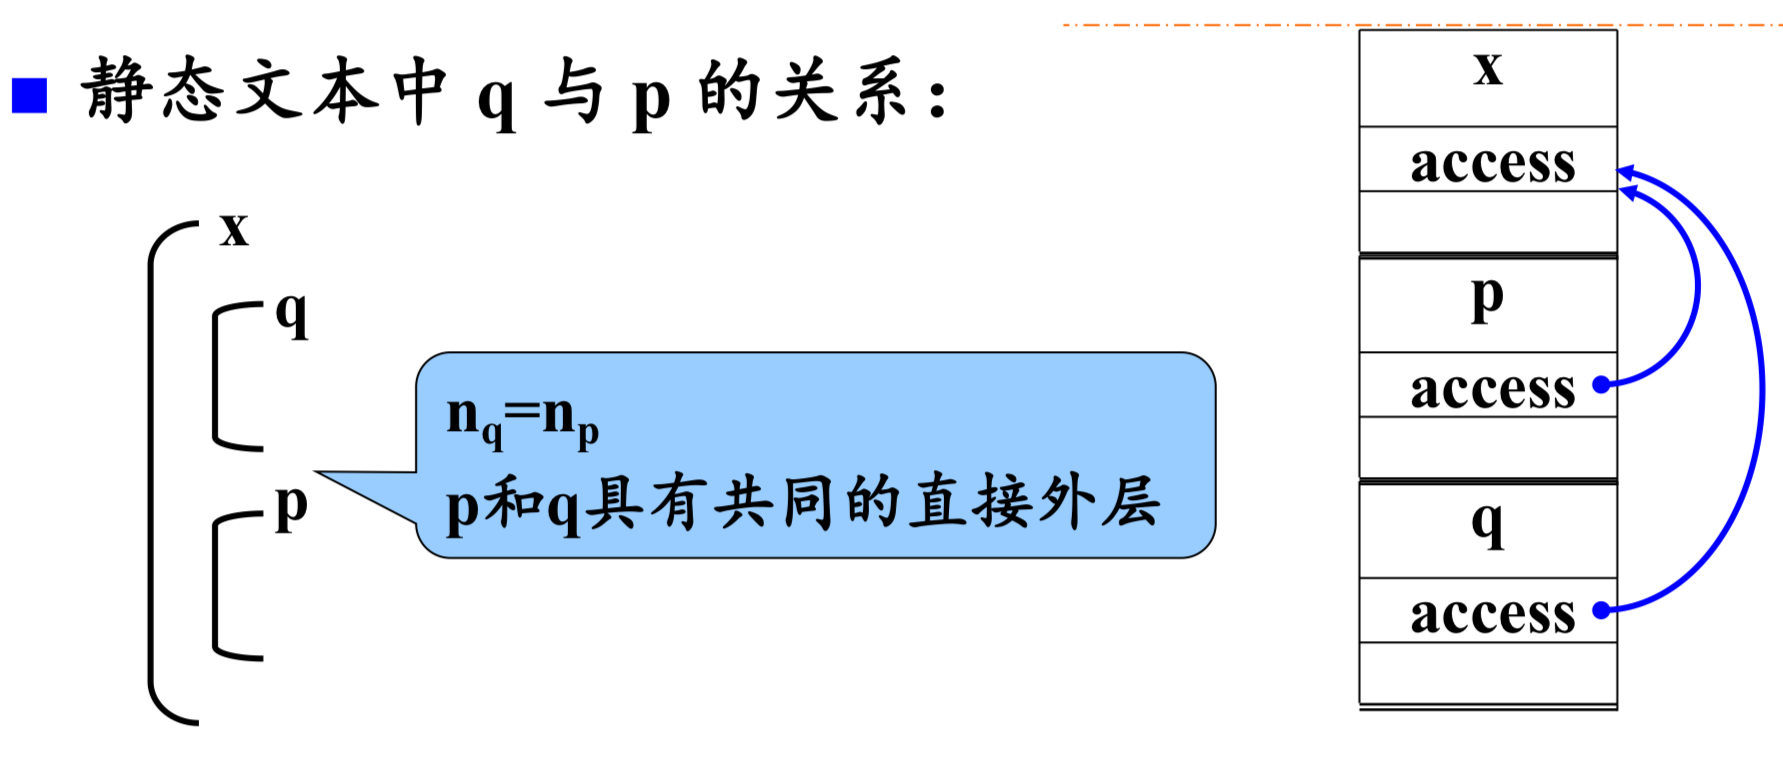 静态文本中 q 与 p 的关系：
x
q
p
n_q=n_p
p和q具有共同的直接外层
x
access
p
access
q
access